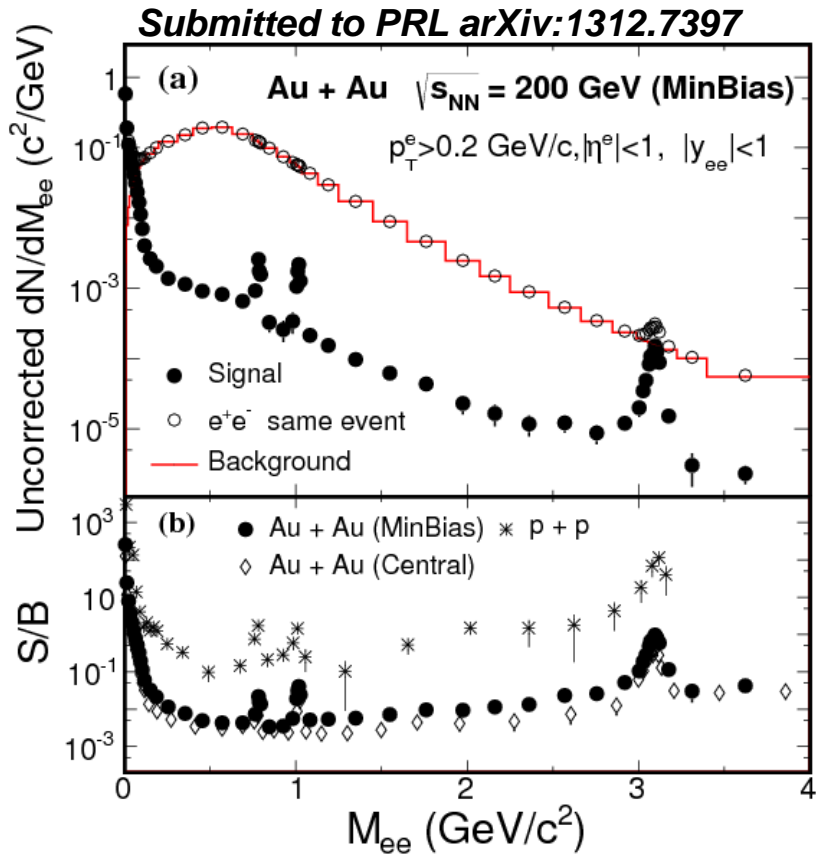 Submitted to PRL arXiv:1312.7397
(a) Au + Au √s_NN = 200 GeV (MinBias)
p_T^e>0.2 GeV/c,|η^e|<1, |y_ee|<1
Uncorrected dN/dM_ee (c²/GeV)
1
10⁻¹
10⁻³
10⁻⁵
Signal
e⁺e⁻ same event
Background
(b) Au + Au (MinBias) p + p
Au + Au (Central)
S/B
10³
10
10⁻¹
10⁻³
0 1 2 3 4
M_ee (GeV/c²)